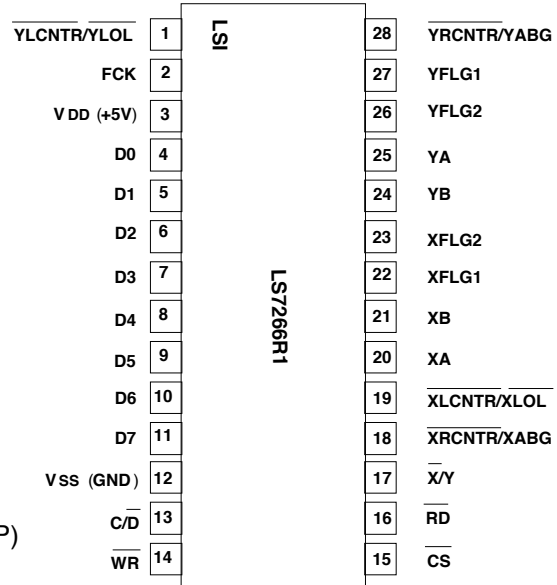 YLCNTR/YLOL 1 LSI 28 YRCNTR/YABG
FCK 2 27 YFLG1
VDD (+5V) 3 26 YFLG2
D0 4 25 YA
D1 5 24 YB
D2 6 23 XFLG2
D3 7 LS7266R1 22 XFLG1
D4 8 21 XB
D5 9 20 XA
D6 10 19 XLCNTR/XLOL
D7 11 18 XRCNTR/XABG
VSS (GND) 12 17 X/Y
C/D 13 16 RD
P)
WR 14 15 CS